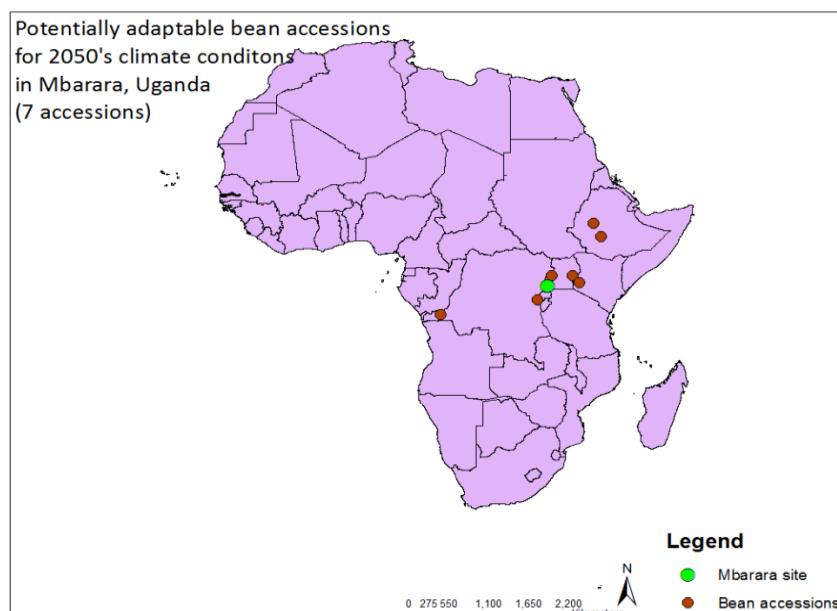 Potentially adaptable bean accessions
for 2050's climate conditons
in Mbarara, Uganda
(7 accessions)
Legend
Mbarara site
Bean accessions
N
0 275 550 1,100 1,650 2,200